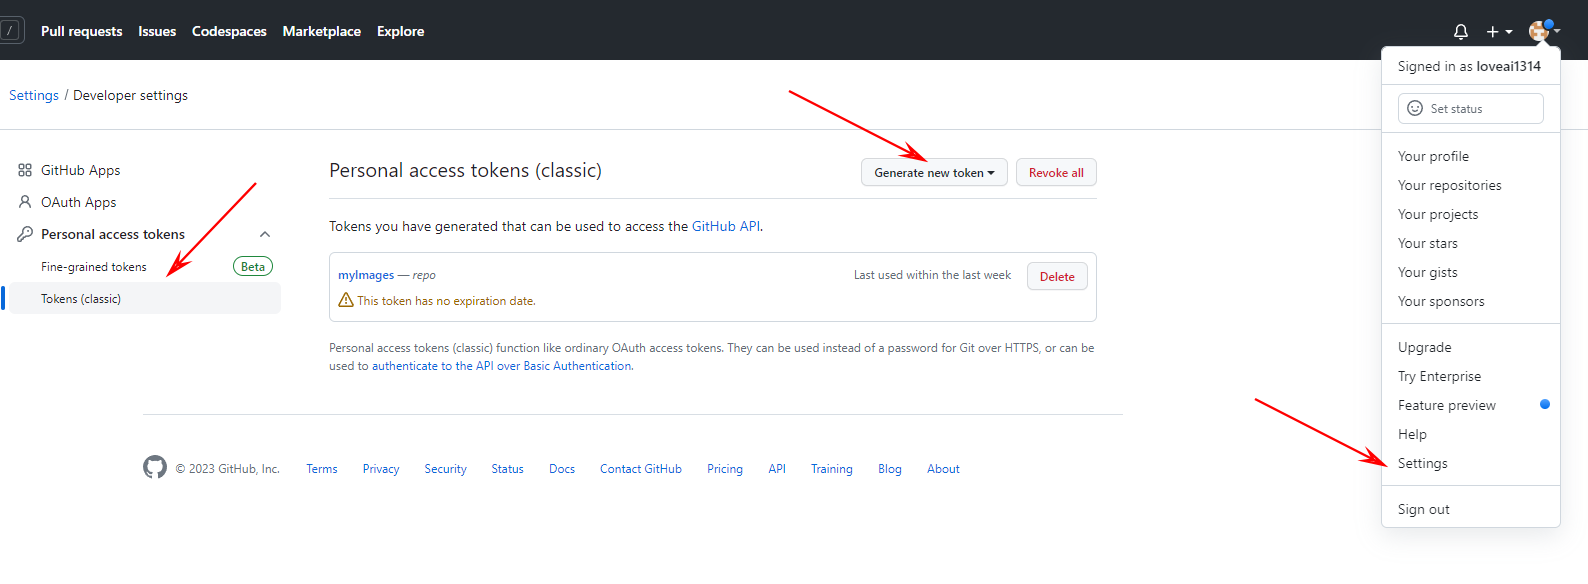 / Pull requests Issues Codespaces Marketplace Explore
Signed in as loveai1314
Set status
Your profile
Your repositories
Your projects
Your stars
Your gists
Your sponsors
Upgrade
Try Enterprise
Feature preview
Help
Settings
Sign out
Settings / Developer settings
GitHub Apps
OAuth Apps
Personal access tokens
Fine-grained tokens Beta
Tokens (classic)
Personal access tokens (classic) Generate new token Revoke all
Tokens you have generated that can be used to access the GitHub API.
myImages — repo Last used within the last week Delete
This token has no expiration date.
Personal access tokens (classic) function like ordinary OAuth access tokens. They can be used instead of a password for Git over HTTPS, or can be
used to authenticate to the API over Basic Authentication.
© 2023 GitHub, Inc. Terms Privacy Security Status Docs Contact GitHub Pricing API Training Blog About